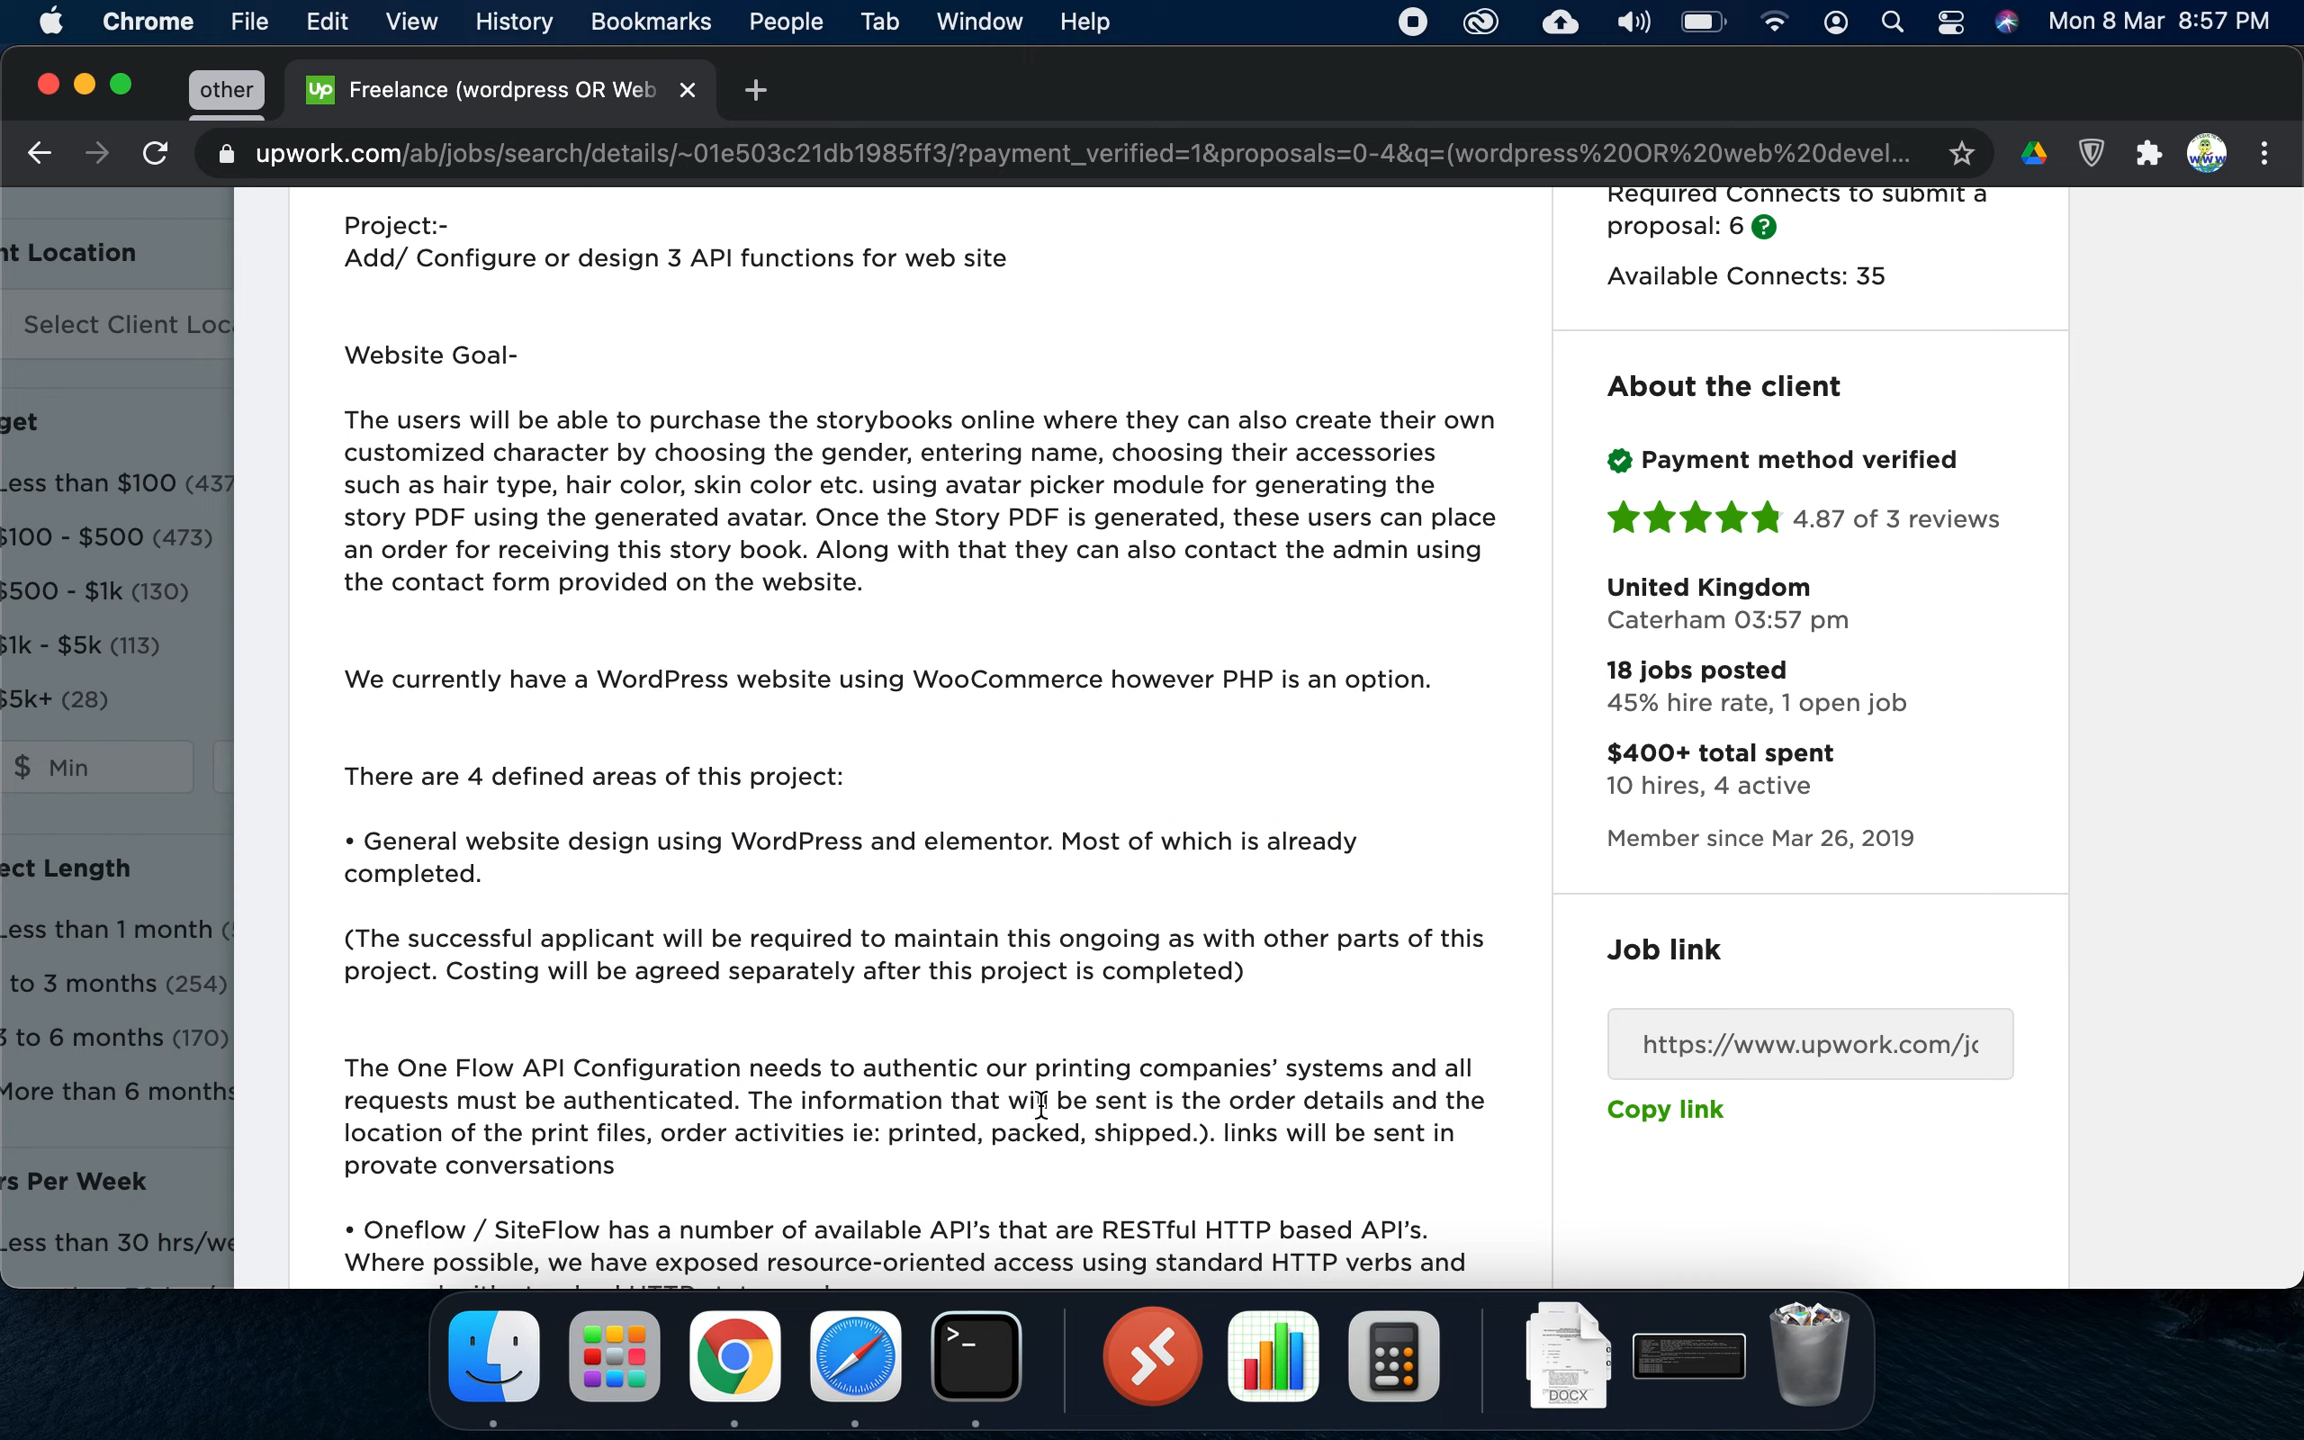 Chrome File Edit View History Bookmarks People Tab Window Help Mon 8 Mar 8:57 PM
other Freelance (wordpress OR Web
upwork.com/ab/jobs/search/details/~01e503c21db1985ff3/?payment_verified=1&proposals=0-4&q=(wordpress%20OR%20web%20devel...
nt Location
Select Client Loc
get
Less than $100 (437
$100 - $500 (473)
$500 - $1k (130)
$1k - $5k (113)
$5k+ (28)
$ Min
ect Length
Less than 1 month
to 3 months (254)
3 to 6 months (170)
More than 6 months
rs Per Week
Less than 30 hrs/we
Project:-
Add/ Configure or design 3 API functions for web site
Website Goal-
The users will be able to purchase the storybooks online where they can also create their own
customized character by choosing the gender, entering name, choosing their accessories
such as hair type, hair color, skin color etc. using avatar picker module for generating the
story PDF using the generated avatar. Once the Story PDF is generated, these users can place
an order for receiving this story book. Along with that they can also contact the admin using
the contact form provided on the website.
We currently have a WordPress website using WooCommerce however PHP is an option.
There are 4 defined areas of this project:
• General website design using WordPress and elementor. Most of which is already
completed.
(The successful applicant will be required to maintain this ongoing as with other parts of this
project. Costing will be agreed separately after this project is completed)
The One Flow API Configuration needs to authentic our printing companies’ systems and all
requests must be authenticated. The information that will be sent is the order details and the
location of the print files, order activities ie: printed, packed, shipped.). links will be sent in
provate conversations
• Oneflow / SiteFlow has a number of available API’s that are RESTful HTTP based API’s.
Where possible, we have exposed resource-oriented access using standard HTTP verbs and
Required Connects to submit a
proposal: 6 ?
Available Connects: 35
About the client
Payment method verified
4.87 of 3 reviews
United Kingdom
Caterham 03:57 pm
18 jobs posted
45% hire rate, 1 open job
$400+ total spent
10 hires, 4 active
Member since Mar 26, 2019
Job link
https://www.upwork.com/jo
Copy link
DOCX